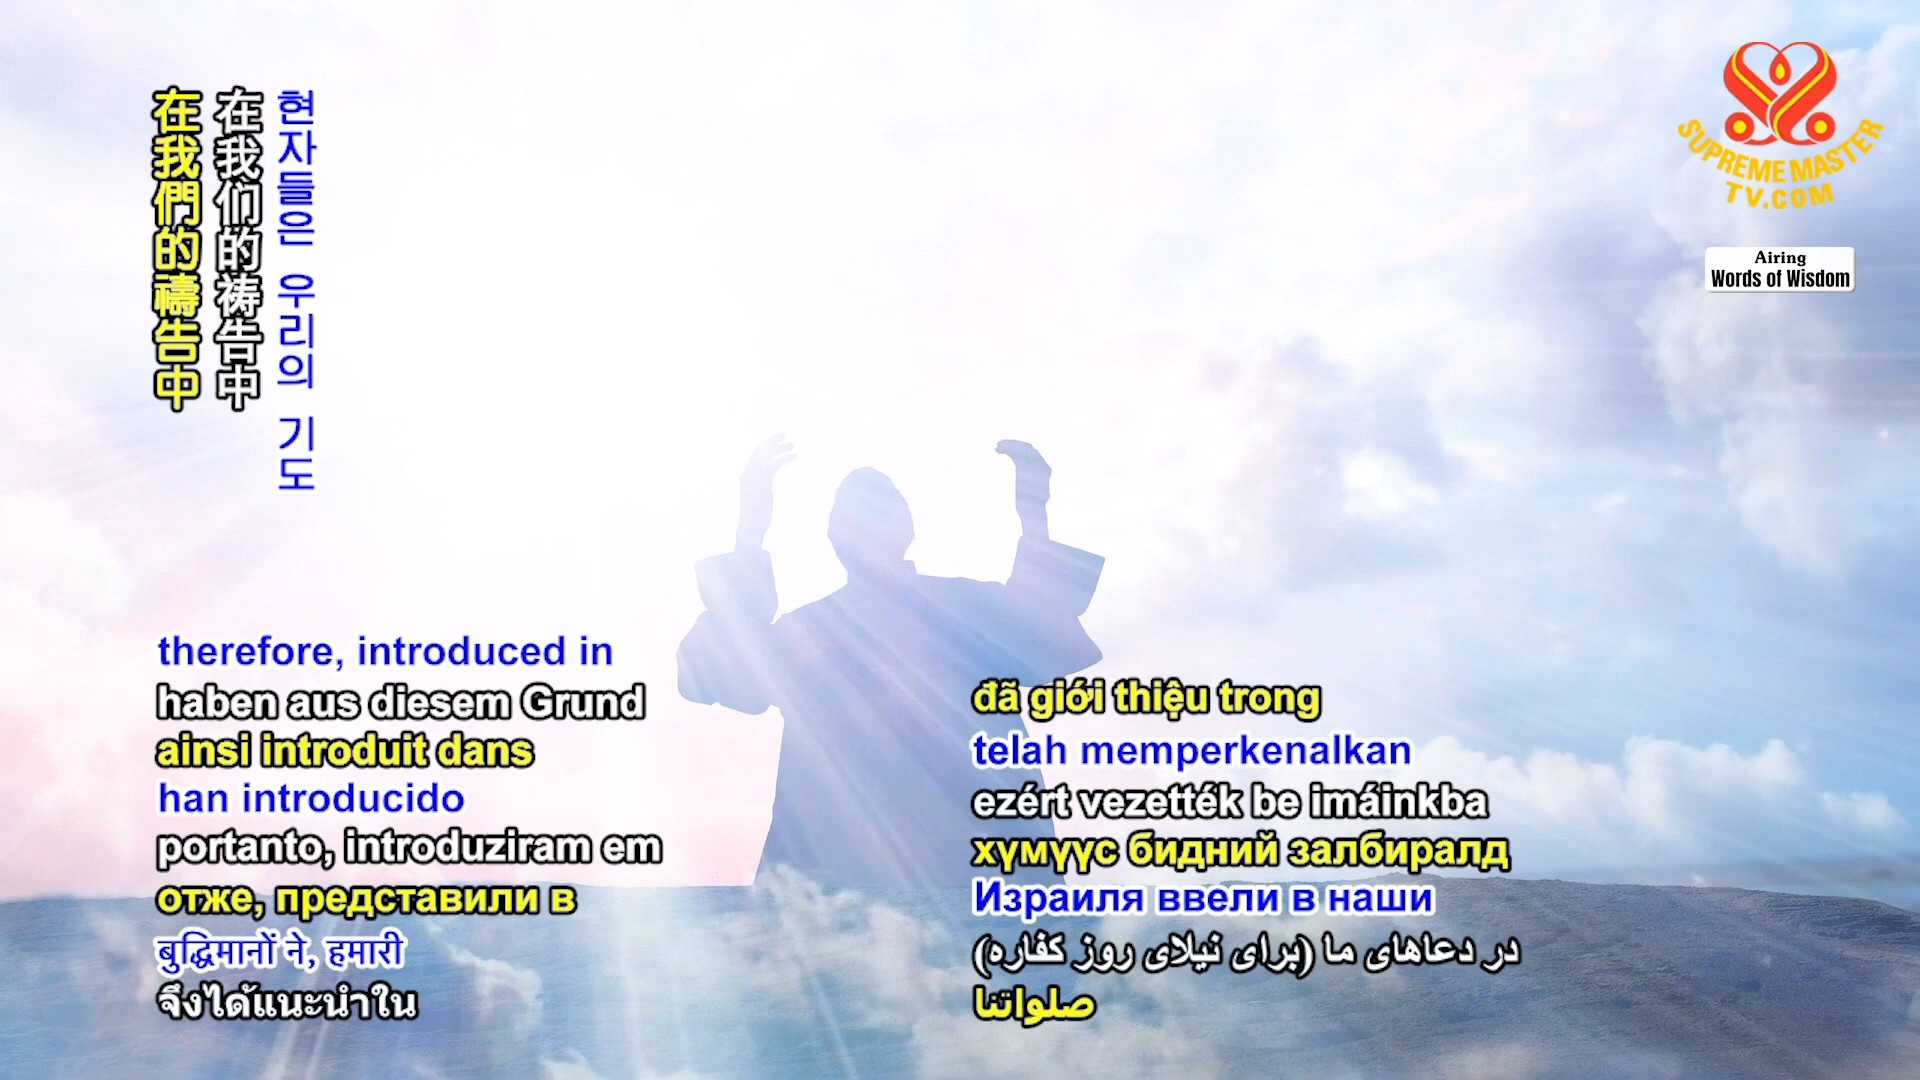 在我們的禱告中
在我们的祷告中
현자들은 우리의 기도
SUPREME MASTER
TV.COM
Airing
Words of Wisdom
therefore, introduced in
haben aus diesem Grund
ainsi introduit dans
han introducido
portanto, introduziram em
отже, представили в
बुद्धिमानों ने, हमारी
จึงได้แนะนำใน
đã giới thiệu trong
telah memperkenalkan
ezért vezették be imáinkba
хүмүүс бидний залбиралд
Израиля ввели в наши
در دعاهای ما (برای نیلای روز کفاره)
صلواتنا